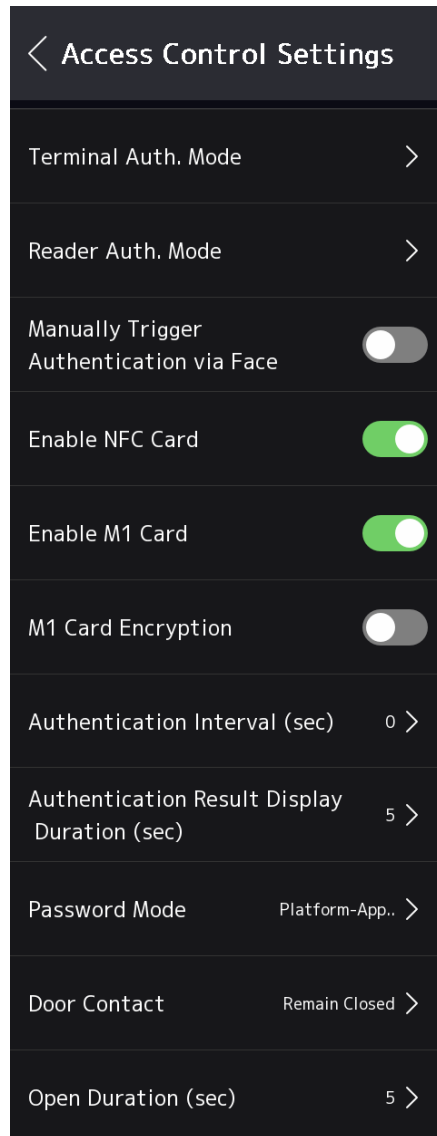 Access Control Settings
Terminal Auth. Mode
Reader Auth. Mode
Manually Trigger
Authentication via Face
Enable NFC Card
Enable M1 Card
M1 Card Encryption
Authentication Interval (sec) 0
Authentication Result Display
Duration (sec) 5
Password Mode Platform-App..
Door Contact Remain Closed
Open Duration (sec) 5